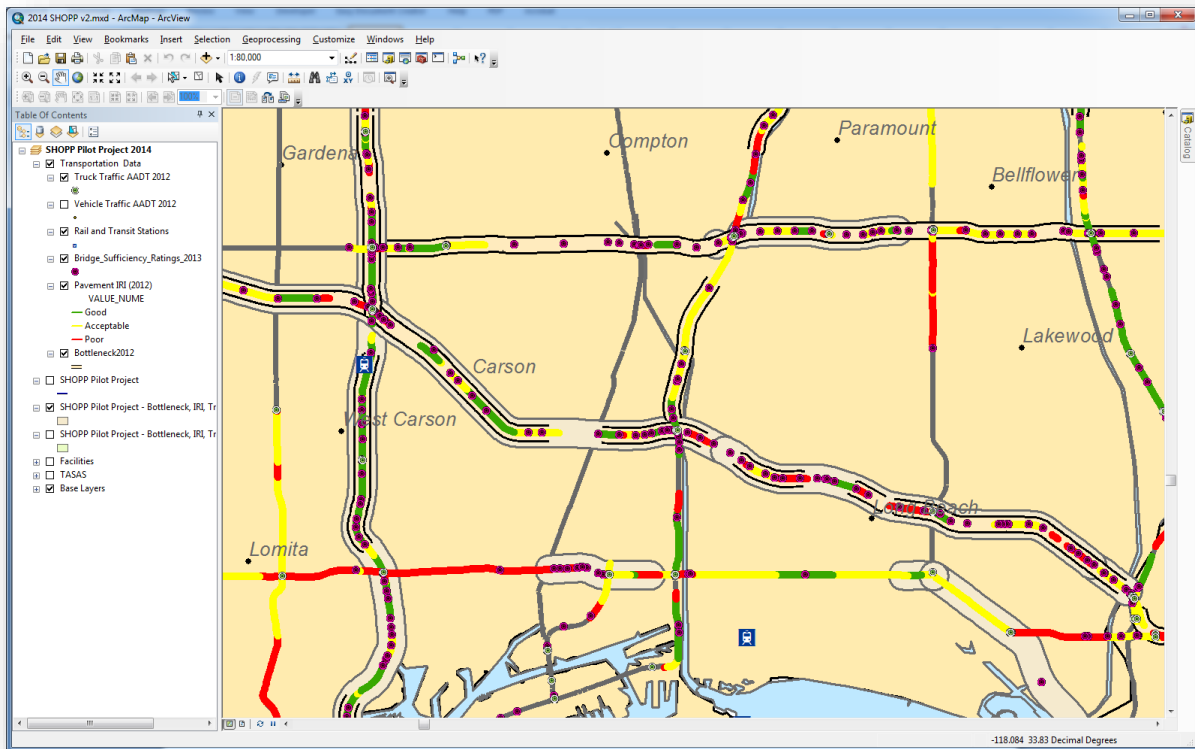 2014 SHOPP v2.mxd - ArcMap - ArcView
File Edit View Bookmarks Insert Selection Geoprocessing Customize Windows Help
1:80,000
100%
Table Of Contents
SHOPP Pilot Project 2014
Transportation Data
Truck Traffic AADT 2012
Vehicle Traffic AADT 2012
Rail and Transit Stations
Bridge_Sufficiency_Ratings_2013
Pavement IRI (2012)
VALUE_NUME
Good
Acceptable
Poor
Bottleneck2012
SHOPP Pilot Project
SHOPP Pilot Project - Bottleneck, IRI, Tr
SHOPP Pilot Project - Bottleneck, IRI, Tr
Facilities
TASAS
Base Layers
Gardena
Compton
Paramount
Bellflower
Carson
Lakewood
West Carson
Long Beach
Lomita
Catalog
-118.084 33.83 Decimal Degrees